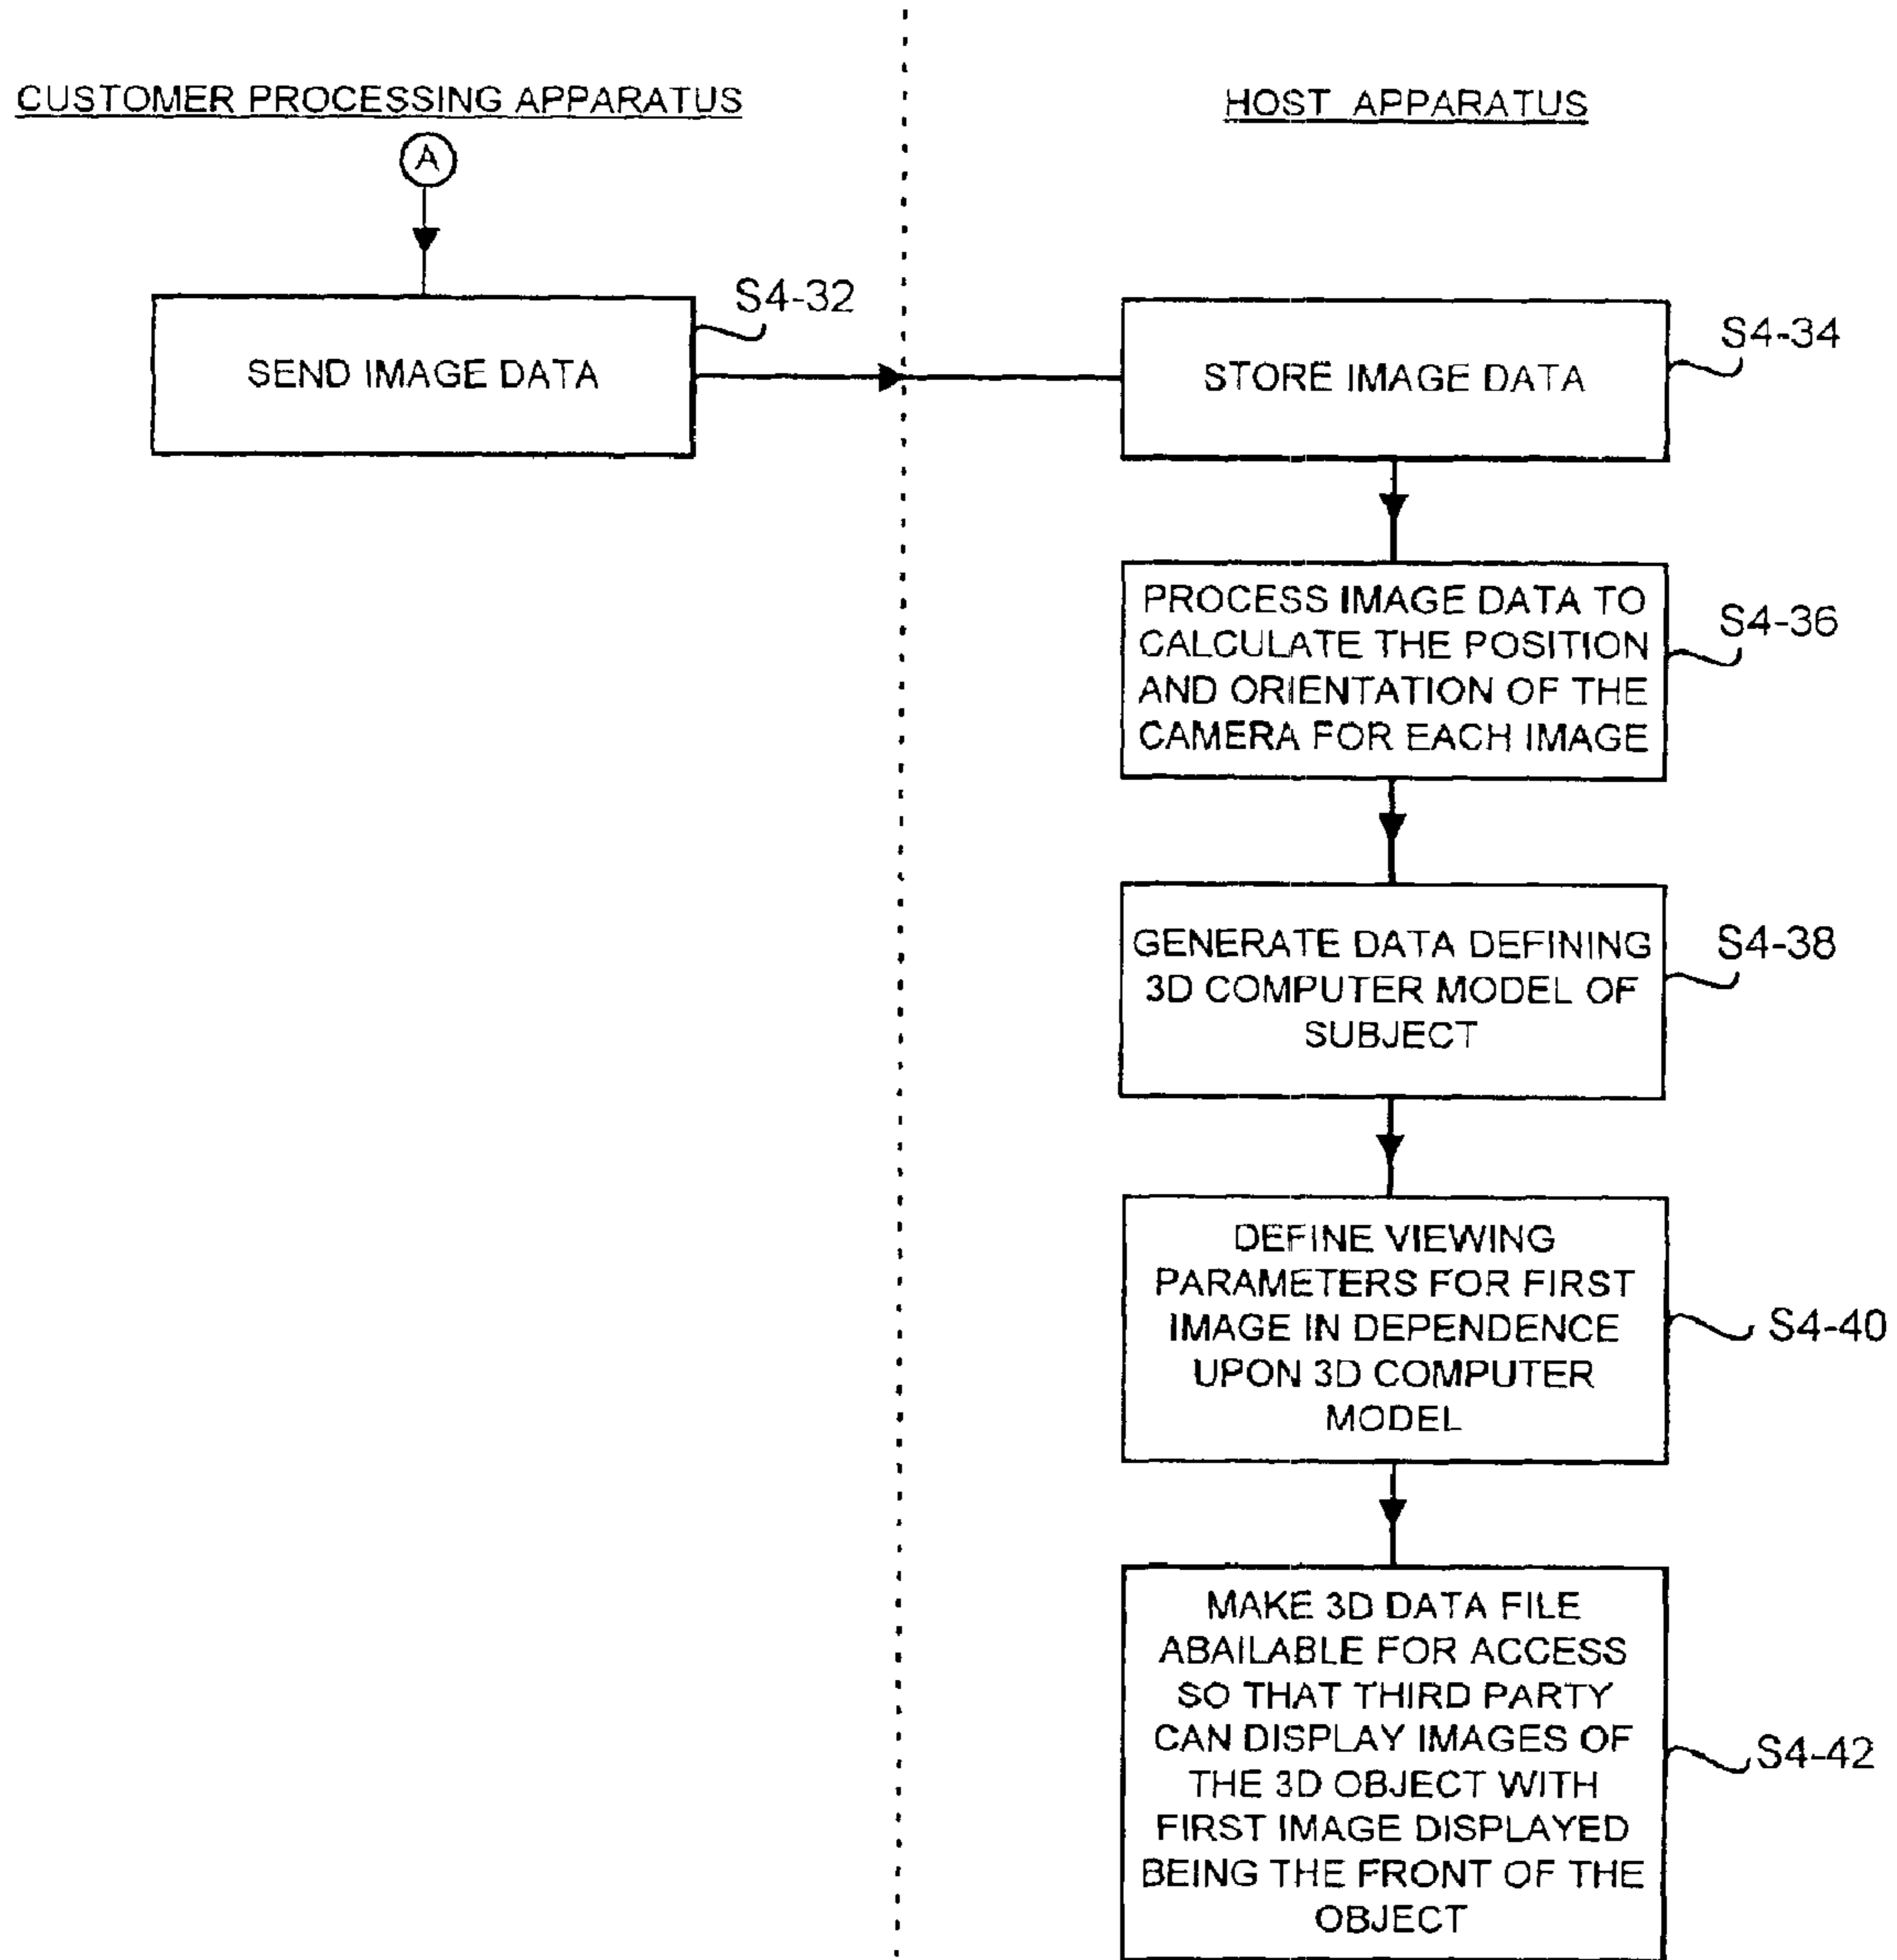 CUSTOMER PROCESSING APPARATUS
HOST APPARATUS
A
SEND IMAGE DATA
S4-32
STORE IMAGE DATA
S4-34
PROCESS IMAGE DATA TO
CALCULATE THE POSITION
AND ORIENTATION OF THE
CAMERA FOR EACH IMAGE
S4-36
GENERATE DATA DEFINING
3D COMPUTER MODEL OF
SUBJECT
S4-38
DEFINE VIEWING
PARAMETERS FOR FIRST
IMAGE IN DEPENDENCE
UPON 3D COMPUTER
MODEL
S4-40
MAKE 3D DATA FILE
ABAILABLE FOR ACCESS
SO THAT THIRD PARTY
CAN DISPLAY IMAGES OF
THE 3D OBJECT WITH
FIRST IMAGE DISPLAYED
BEING THE FRONT OF THE
OBJECT
S4-42